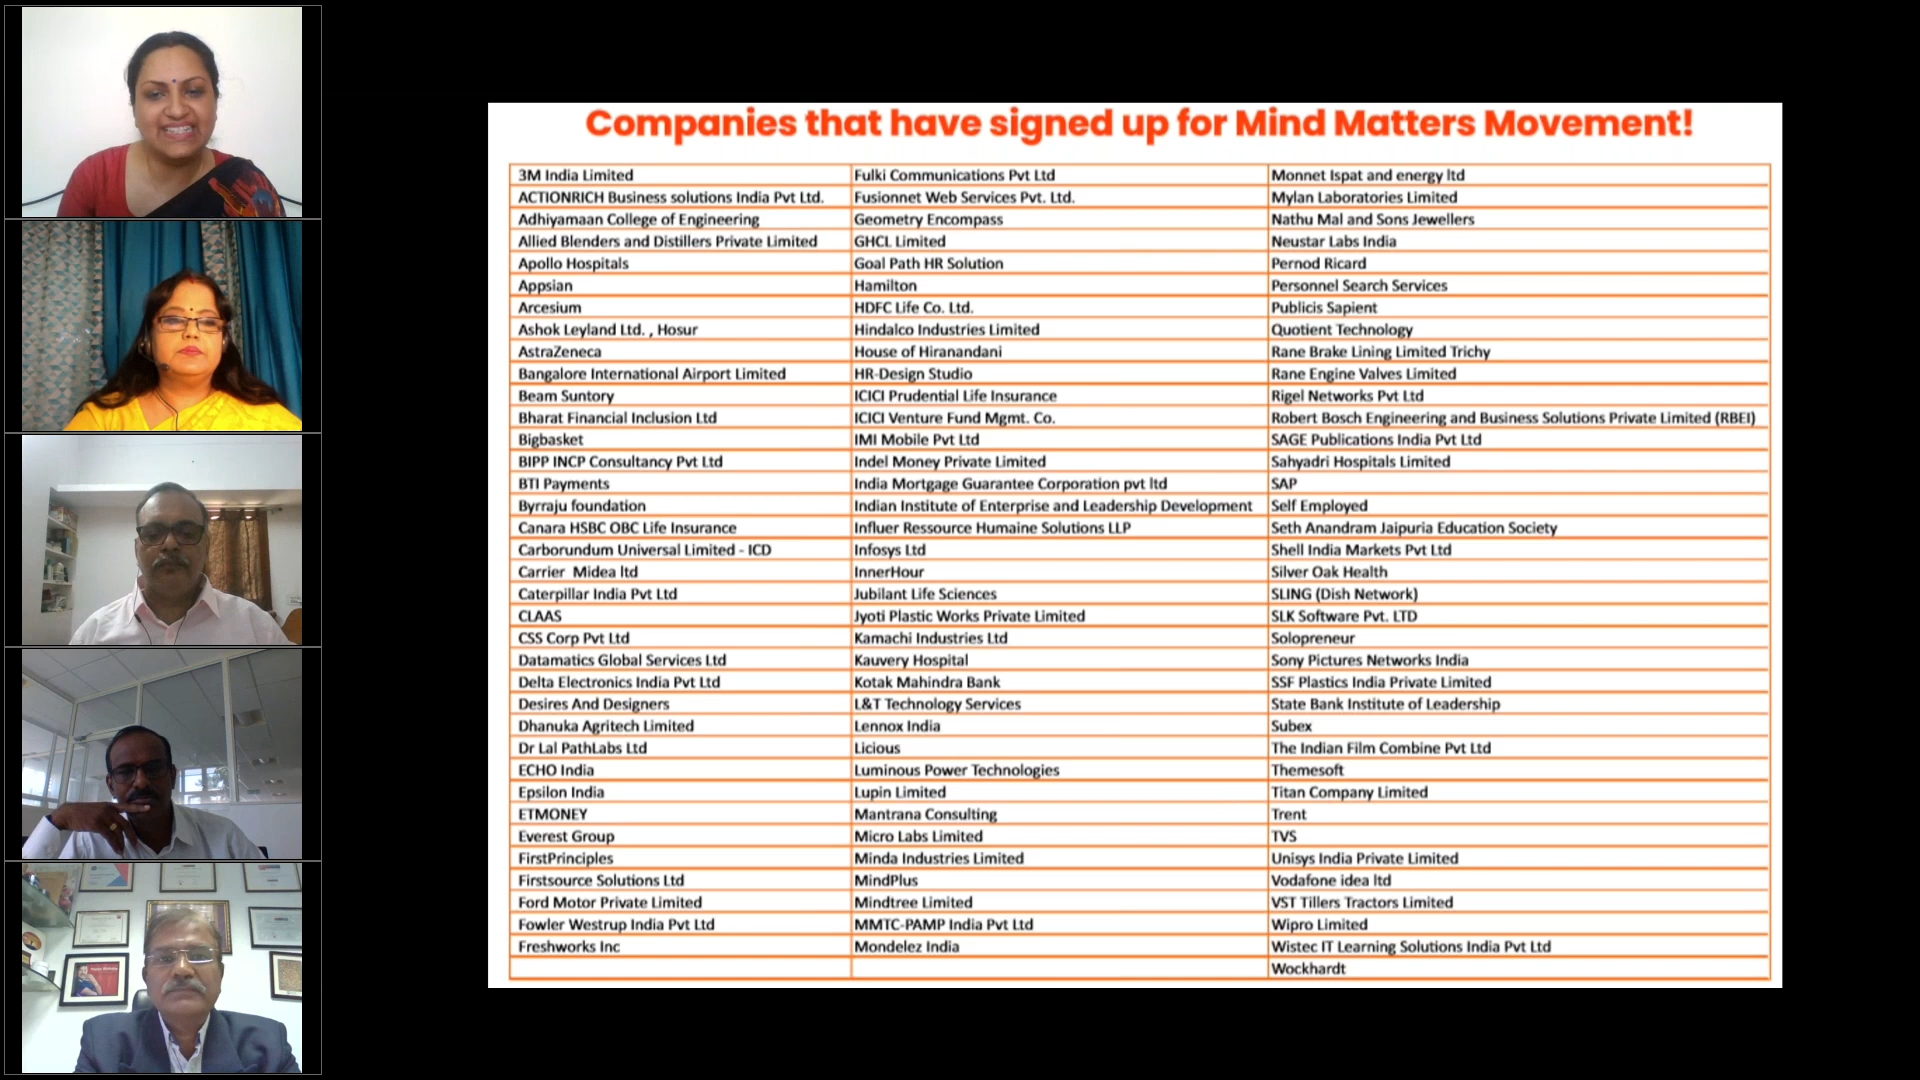 Companies that have signed up for Mind Matters Movement!
3M India Limited Fulki Communications Pvt Ltd Monnet Ispat and energy ltd
ACTIONRICH Business solutions India Pvt Ltd. Fusionnet Web Services Pvt. Ltd. Mylan Laboratories Limited
Adhiyamaan College of Engineering Geometry Encompass Nathu Mal and Sons Jewellers
Allied Blenders and Distillers Private Limited GHCL Limited Neustar Labs India
Apollo Hospitals Goal Path HR Solution Pernod Ricard
Appsian Hamilton Personnel Search Services
Arcesium HDFC Life Co. Ltd. Publicis Sapient
Ashok Leyland Ltd. , Hosur Hindalco Industries Limited Quotient Technology
AstraZeneca House of Hiranandani Rane Brake Lining Limited Trichy
Bangalore International Airport Limited HR-Design Studio Rane Engine Valves Limited
Beam Suntory ICICI Prudential Life Insurance Rigel Networks Pvt Ltd
Bharat Financial Inclusion Ltd ICICI Venture Fund Mgmt. Co. Robert Bosch Engineering and Business Solutions Private Limited (RBEI)
Bigbasket IMI Mobile Pvt Ltd SAGE Publications India Pvt Ltd
BIPP INCP Consultancy Pvt Ltd Indel Money Private Limited Sahyadri Hospitals Limited
BTI Payments India Mortgage Guarantee Corporation pvt ltd SAP
Byrraju foundation Indian Institute of Enterprise and Leadership Development Self Employed
Canara HSBC OBC Life Insurance Influer Ressource Humaine Solutions LLP Seth Anandram Jaipuria Education Society
Carborundum Universal Limited - ICD Infosys Ltd Shell India Markets Pvt Ltd
Carrier Midea ltd InnerHour Silver Oak Health
Caterpillar India Pvt Ltd Jubilant Life Sciences SLING (Dish Network)
CLAAS Jyoti Plastic Works Private Limited SLK Software Pvt. LTD
CSS Corp Pvt Ltd Kamachi Industries Ltd Solopreneur
Datamatics Global Services Ltd Kauvery Hospital Sony Pictures Networks India
Delta Electronics India Pvt Ltd Kotak Mahindra Bank SSF Plastics India Private Limited
Desires And Designers L&T Technology Services State Bank Institute of Leadership
Dhanuka Agritech Limited Lennox India Subex
Dr Lal PathLabs Ltd Licious The Indian Film Combine Pvt Ltd
ECHO India Luminous Power Technologies Themesoft
Epsilon India Lupin Limited Titan Company Limited
ETMONEY Mantrana Consulting Trent
Everest Group Micro Labs Limited TVS
FirstPrinciples Minda Industries Limited Unisys India Private Limited
Firstsource Solutions Ltd MindPlus Vodafone idea ltd
Ford Motor Private Limited Mindtree Limited VST Tillers Tractors Limited
Fowler Westrup India Pvt Ltd MMTC-PAMP India Pvt Ltd Wipro Limited
Freshworks Inc Mondelez India Wistec IT Learning Solutions India Pvt Ltd
Wockhardt